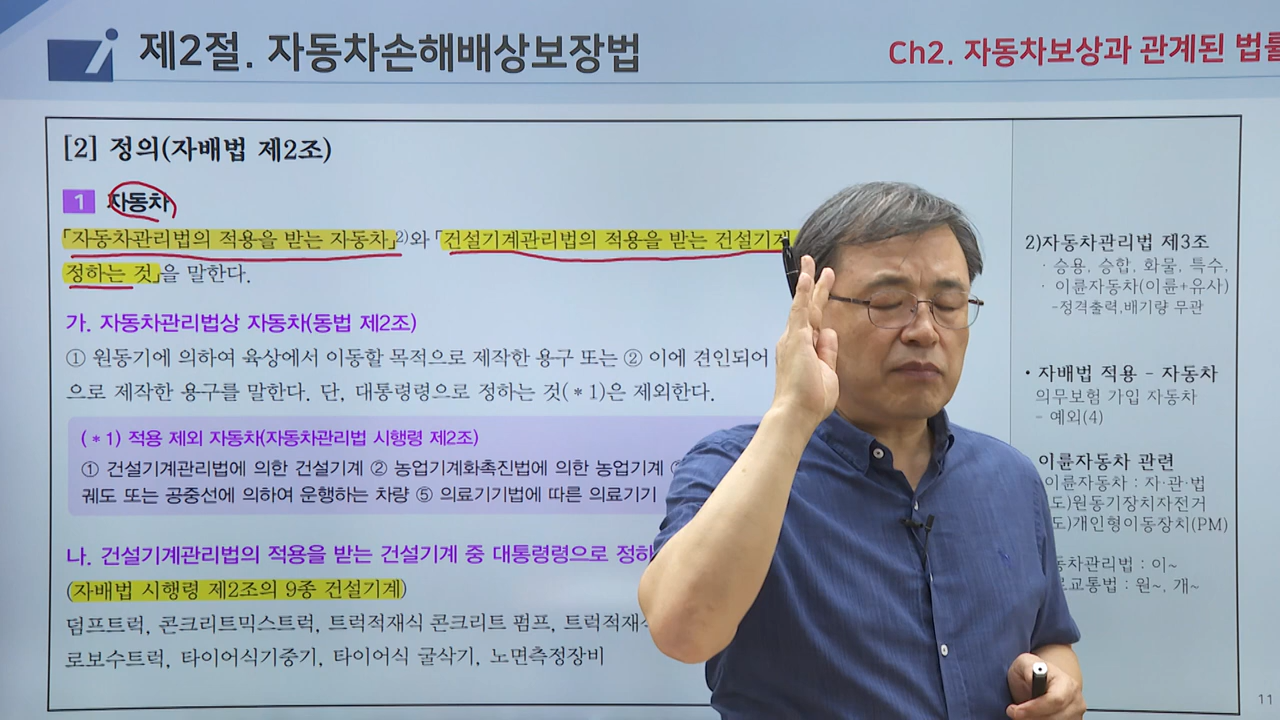 제2절. 자동차손해배상보장법
Ch2. 자동차보상과 관계된 법률
[2] 정의(자배법 제2조)
1 자동차
「자동차관리법의 적용을 받는 자동차」2)와 「건설기계관리법의 적용을 받는 건설기계
정하는 것」을 말한다.
가. 자동차관리법상 자동차(동법 제2조)
① 원동기에 의하여 육상에서 이동할 목적으로 제작한 용구 또는 ② 이에 견인되어
으로 제작한 용구를 말한다. 단, 대통령령으로 정하는 것(*1)은 제외한다.
(*1) 적용 제외 자동차(자동차관리법 시행령 제2조)
① 건설기계관리법에 의한 건설기계 ② 농업기계화촉진법에 의한 농업기계
궤도 또는 공중선에 의하여 운행하는 차량 ⑤ 의료기기법에 따른 의료기기
나. 건설기계관리법의 적용을 받는 건설기계 중 대통령령으로 정하
(자배법 시행령 제2조의 9종 건설기계)
덤프트럭, 콘크리트믹스트럭, 트럭적재식 콘크리트 펌프, 트럭적재식
로보수트럭, 타이어식기중기, 타이어식 굴삭기, 노면측정장비
2)자동차관리법 제3조
· 승용, 승합, 화물, 특수,
· 이륜자동차(이륜+유사)
-정격출력,배기량 무관
• 자배법 적용 - 자동차
의무보험 가입 자동차
- 예외(4)
이륜자동차 관련
이륜자동차 : 자·관·법
도)원동기장치자전거
도)개인형이동장치(PM)
동차관리법 : 이~
로교통법 : 원~, 개~
11